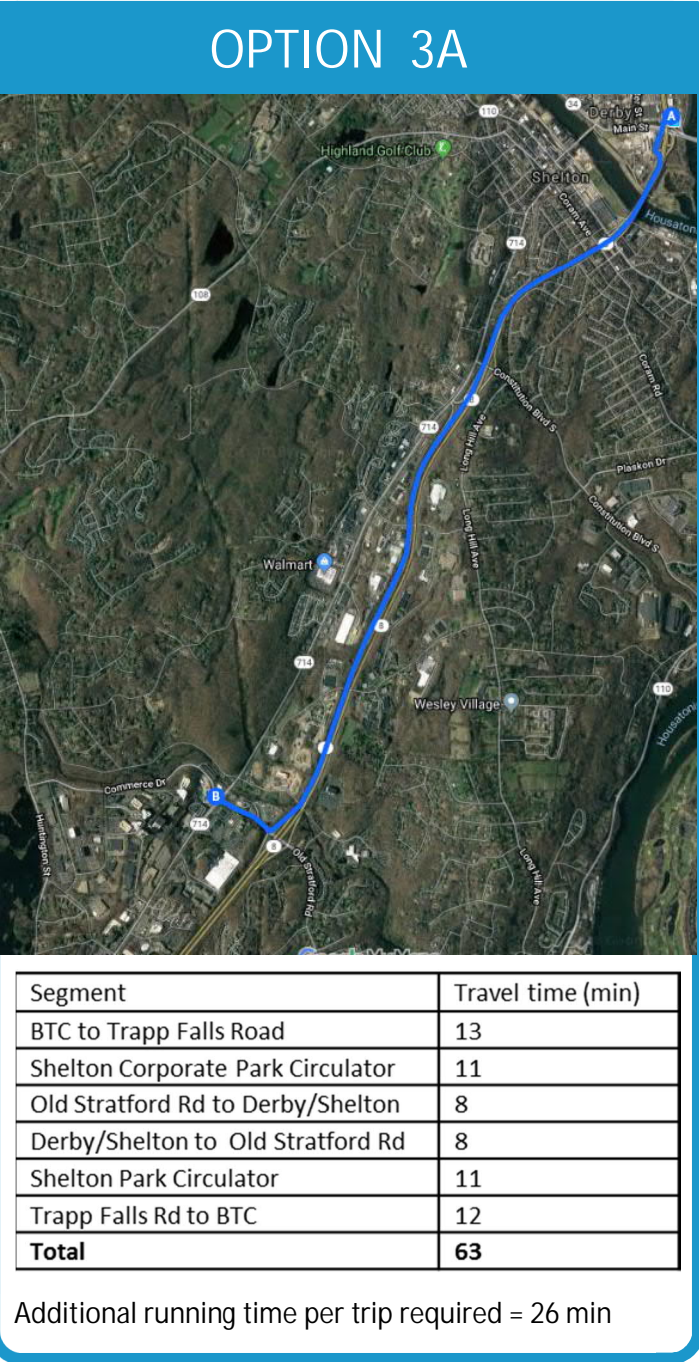 OPTION 3A
110
34
Derby
A
Main St
Highland Golf Club
Shelton
Coram Ave
Housaton
714
108
Coram Rd
Constitution Blvd S
8
714
Long Hill Ave
Plaskon Dr
Long Hill Ave
Constitution Blvd S
Walmart
8
714
110
Wesley Village
Housaton
Commerce Dr
B
714
Huntington St
8
Old Stratford Rd
Long Hill Ave
Segment Travel time (min)
BTC to Trapp Falls Road 13
Shelton Corporate Park Circulator 11
Old Stratford Rd to Derby/Shelton 8
Derby/Shelton to Old Stratford Rd 8
Shelton Park Circulator 11
Trapp Falls Rd to BTC 12
Total 63
Additional running time per trip required = 26 min